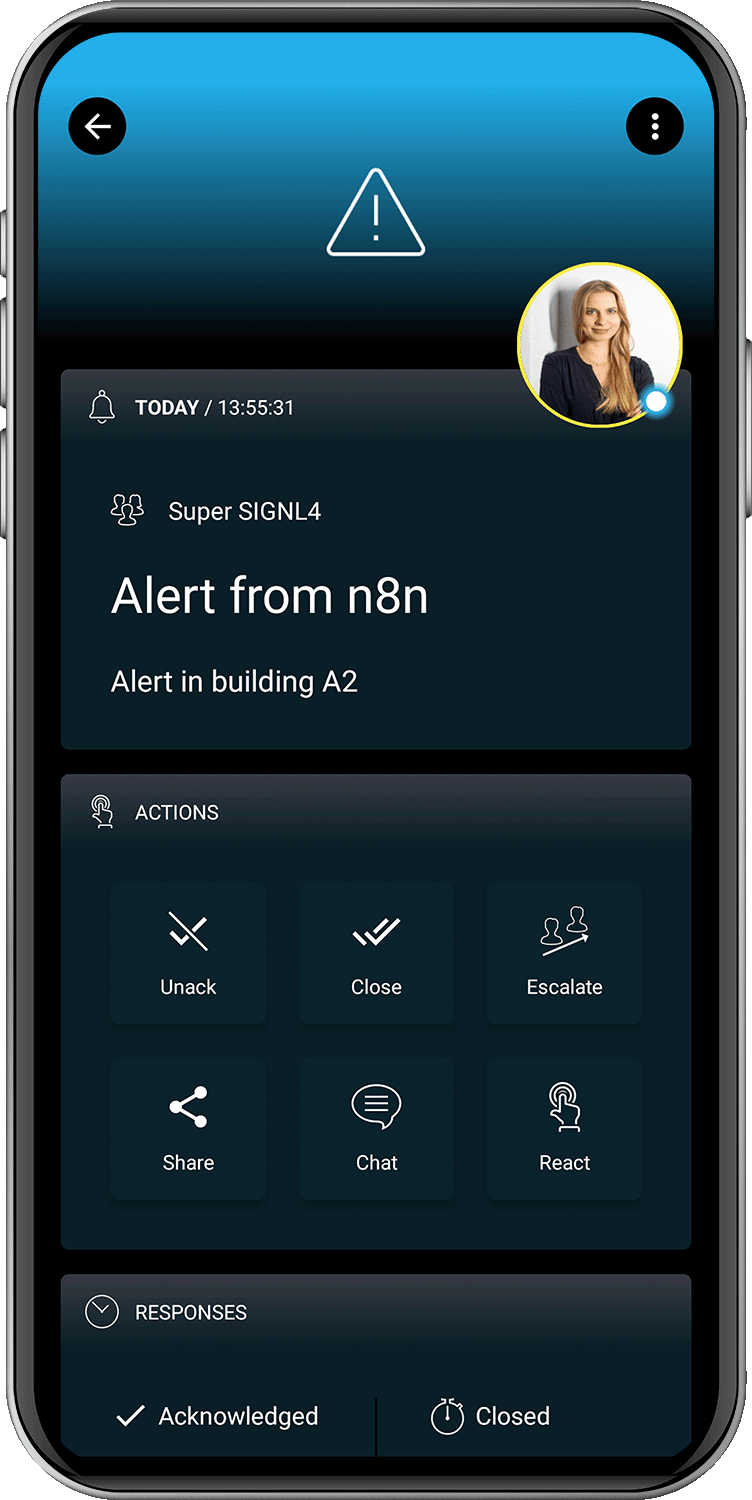 TODAY / 13:55:31
Super SIGNL4
Alert from n8n
Alert in building A2
ACTIONS
Unack
Close
Escalate
Share
Chat
React
RESPONSES
Acknowledged
Closed